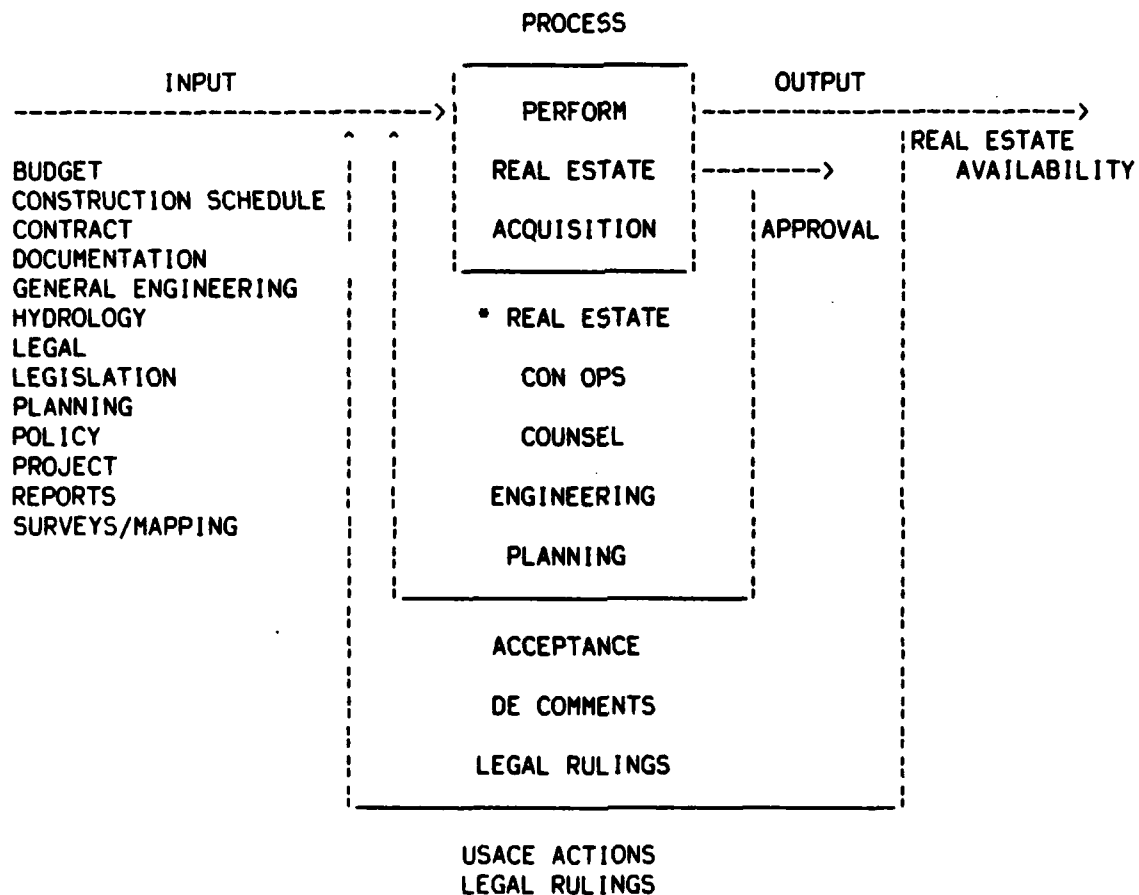 PROCESS
INPUT
OUTPUT
PERFORM
REAL ESTATE
ACQUISITION
REAL ESTATE
AVAILABILITY
APPROVAL
BUDGET
CONSTRUCTION SCHEDULE
CONTRACT
DOCUMENTATION
GENERAL ENGINEERING
HYDROLOGY
LEGAL
LEGISLATION
PLANNING
POLICY
PROJECT
REPORTS
SURVEYS/MAPPING
* REAL ESTATE
CON OPS
COUNSEL
ENGINEERING
PLANNING
ACCEPTANCE
DE COMMENTS
LEGAL RULINGS
USACE ACTIONS
LEGAL RULINGS